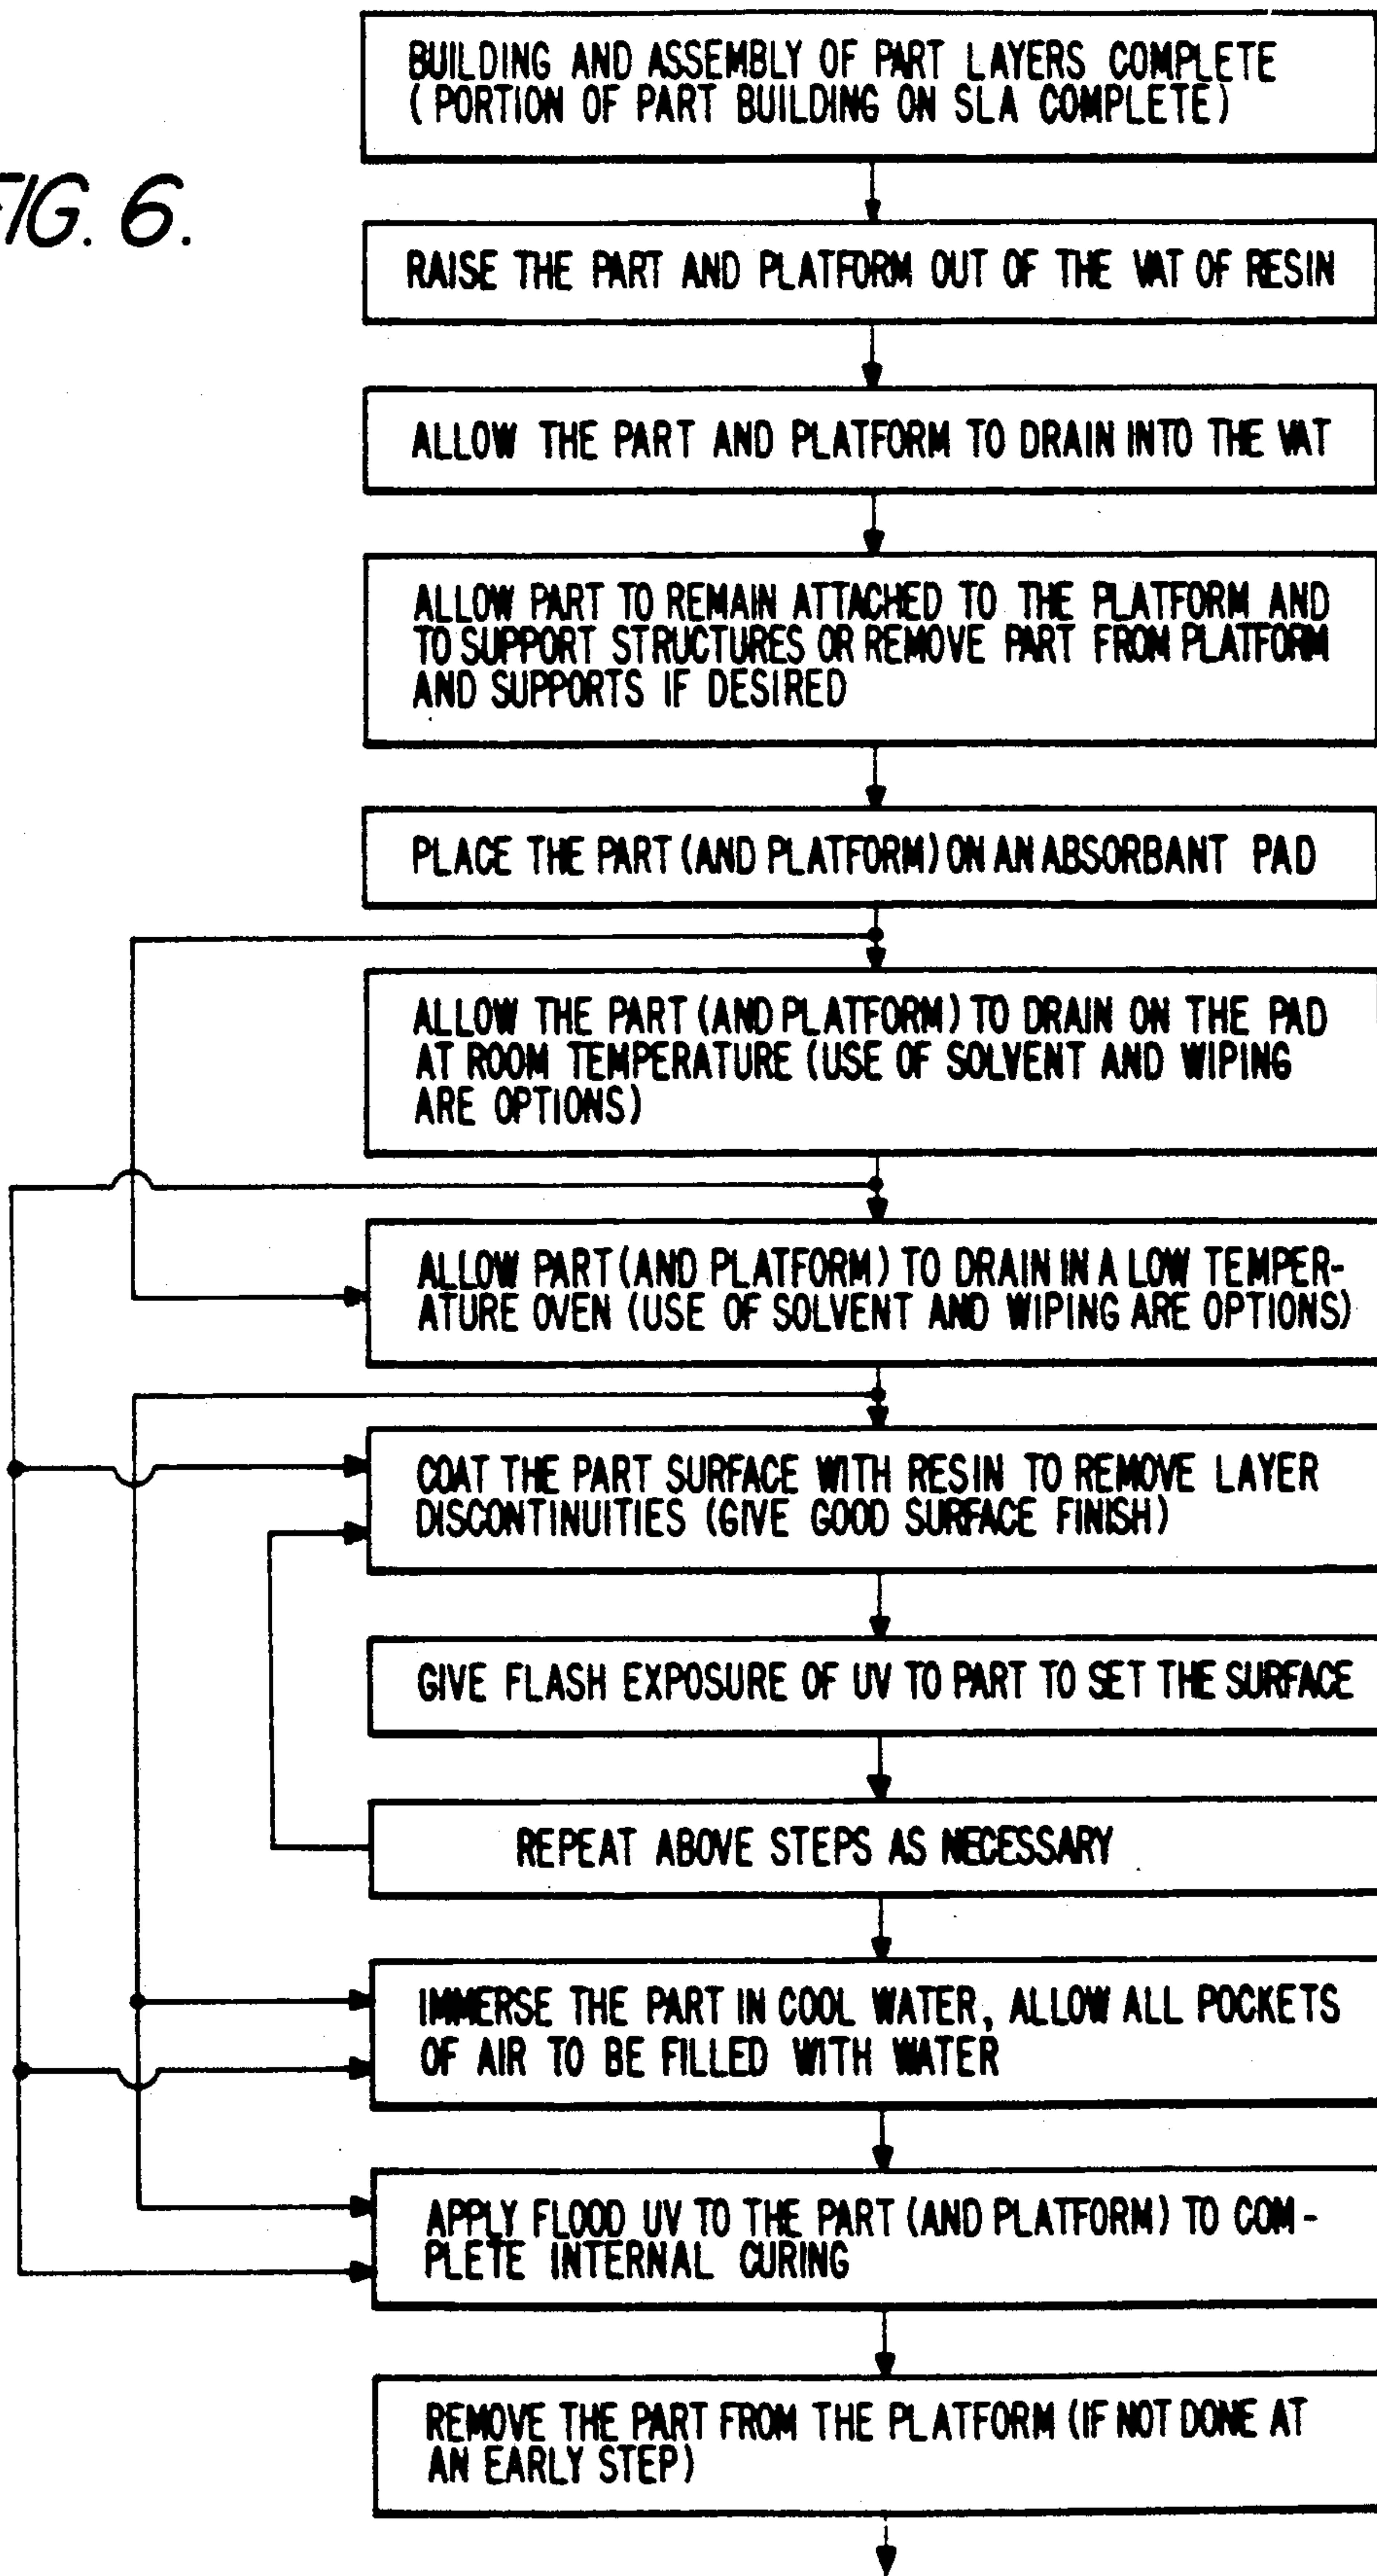 FIG. 6.
BUILDING AND ASSEMBLY OF PART LAYERS COMPLETE
(PORTION OF PART BUILDING ON SLA COMPLETE)
RAISE THE PART AND PLATFORM OUT OF THE VAT OF RESIN
ALLOW THE PART AND PLATFORM TO DRAIN INTO THE VAT
ALLOW PART TO REMAIN ATTACHED TO THE PLATFORM AND
TO SUPPORT STRUCTURES OR REMOVE PART FROM PLATFORM
AND SUPPORTS IF DESIRED
PLACE THE PART (AND PLATFORM) ON AN ABSORBANT PAD
ALLOW THE PART (AND PLATFORM) TO DRAIN ON THE PAD
AT ROOM TEMPERATURE (USE OF SOLVENT AND WIPING
ARE OPTIONS)
ALLOW PART (AND PLATFORM) TO DRAIN IN A LOW TEMPER-
ATURE OVEN (USE OF SOLVENT AND WIPING ARE OPTIONS)
COAT THE PART SURFACE WITH RESIN TO REMOVE LAYER
DISCONTINUITIES (GIVE GOOD SURFACE FINISH)
GIVE FLASH EXPOSURE OF UV TO PART TO SET THE SURFACE
REPEAT ABOVE STEPS AS NECESSARY
IMMERSE THE PART IN COOL WATER, ALLOW ALL POCKETS
OF AIR TO BE FILLED WITH WATER
APPLY FLOOD UV TO THE PART (AND PLATFORM) TO COM-
PLETE INTERNAL CURING
REMOVE THE PART FROM THE PLATFORM (IF NOT DONE AT
AN EARLY STEP)